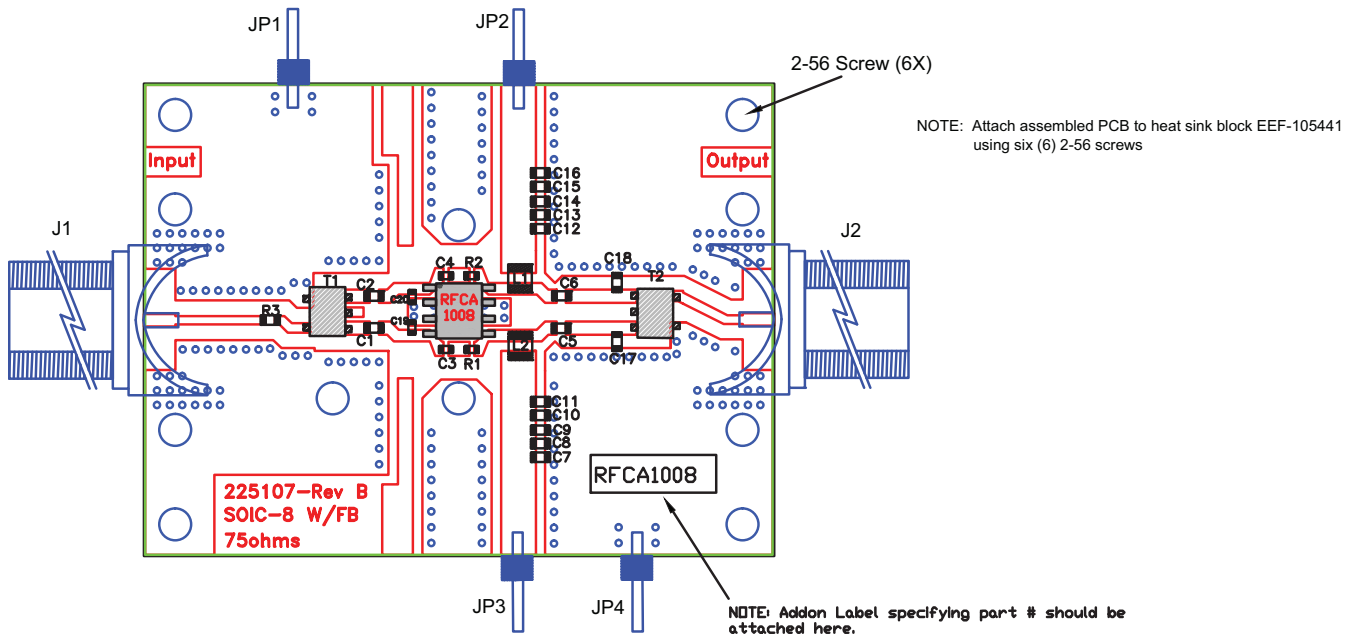 JP1
JP2
2-56 Screw (6X)
NOTE: Attach assembled PCB to heat sink block EEF-105441
using six (6) 2-56 screws
Input
Output
C16
C15
C14
C13
C12
J1
J2
C4 R2
C18
T1
C2
C20
L1
C6
T2
RFCA
1008
R3
C19
C1
C5
L2
C17
C3 R1
C11
C10
C9
C8
C7
RFCA1008
225107-Rev B
SOIC-8 W/FB
75ohms
JP3
JP4
NOTE: Addon Label specifying part # should be
attached here.